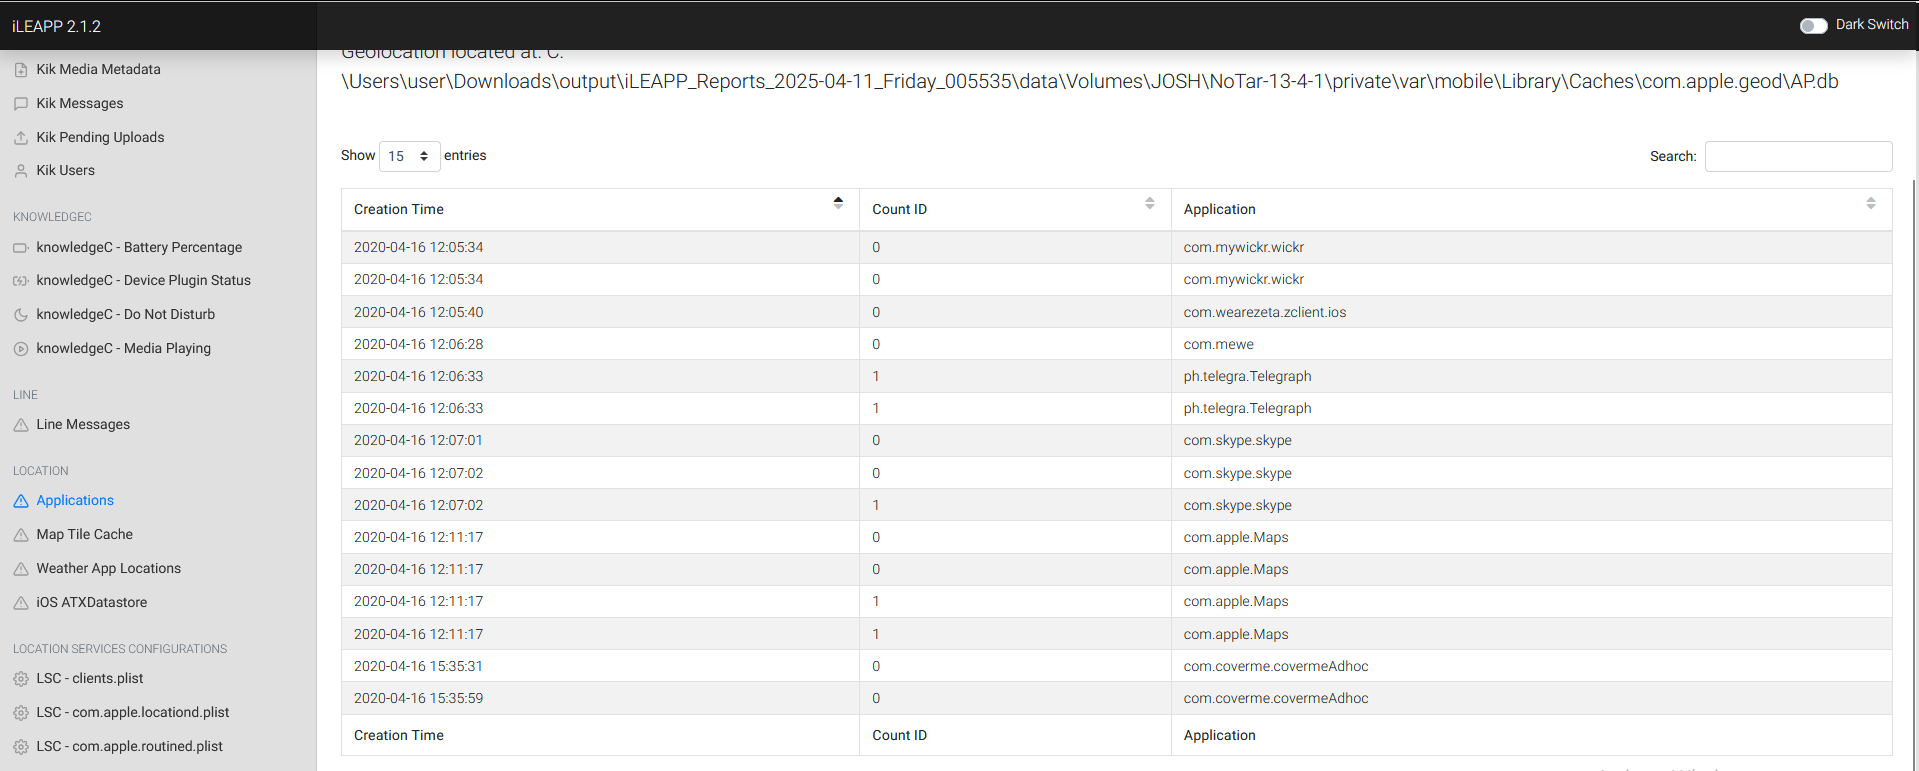 iLEAPP 2.1.2
Dark Switch
Kik Media Metadata
Kik Messages
Kik Pending Uploads
Kik Users
KNOWLEDGEC
knowledgeC - Battery Percentage
knowledgeC - Device Plugin Status
knowledgeC - Do Not Disturb
knowledgeC - Media Playing
LINE
Line Messages
LOCATION
Applications
Map Tile Cache
Weather App Locations
iOS ATXDatastore
LOCATION SERVICES CONFIGURATIONS
LSC - clients.plist
LSC - com.apple.locationd.plist
LSC - com.apple.routined.plist
Geolocation located at: C:
\Users\user\Downloads\output\iLEAPP_Reports_2025-04-11_Friday_005535\data\Volumes\JOSH\NoTar-13-4-1\private\var\mobile\Library\Caches\com.apple.geod\AP.db
Show 15 entries
Search:
Creation Time Count ID Application
2020-04-16 12:05:34 0 com.mywickr.wickr
2020-04-16 12:05:34 0 com.mywickr.wickr
2020-04-16 12:05:40 0 com.wearezeta.zclient.ios
2020-04-16 12:06:28 0 com.mewe
2020-04-16 12:06:33 1 ph.telegra.Telegraph
2020-04-16 12:06:33 1 ph.telegra.Telegraph
2020-04-16 12:07:01 0 com.skype.skype
2020-04-16 12:07:02 0 com.skype.skype
2020-04-16 12:07:02 1 com.skype.skype
2020-04-16 12:11:17 0 com.apple.Maps
2020-04-16 12:11:17 0 com.apple.Maps
2020-04-16 12:11:17 1 com.apple.Maps
2020-04-16 12:11:17 1 com.apple.Maps
2020-04-16 15:35:31 0 com.coverme.covermeAdhoc
2020-04-16 15:35:59 0 com.coverme.covermeAdhoc
Creation Time Count ID Application